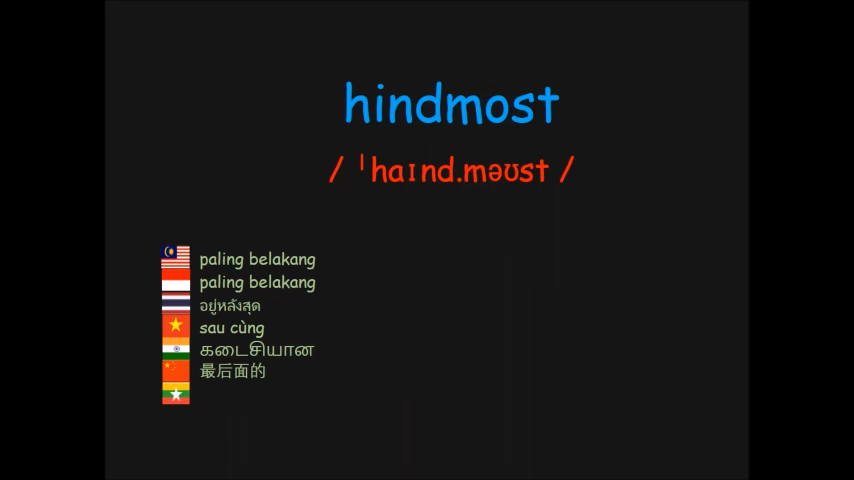 hindmost
/ ˈhaɪnd.məʊst /
paling belakang
paling belakang
อยู่หลังสุด
sau cùng
கடைசியான
最后面的